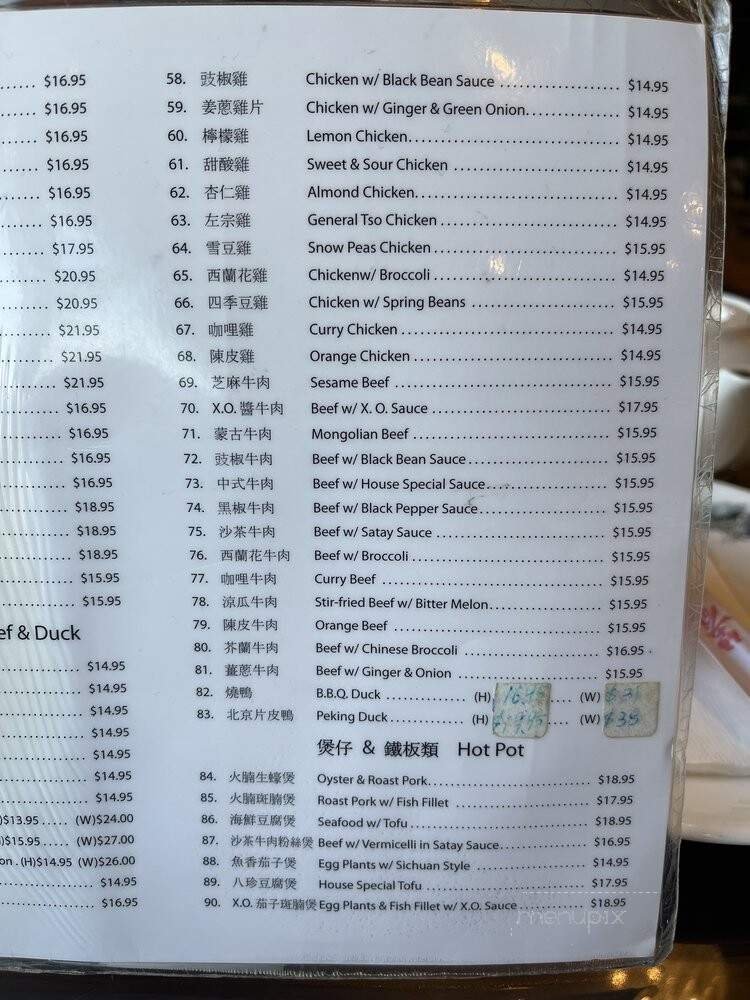 $16.95
$16.95
$16.95
$16.95
$16.95
$16.95
$17.95
$20.95
$20.95
$21.95
$21.95
$21.95
$16.95
$16.95
$16.95
$16.95
$18.95
$18.95
$18.95
$15.95
$15.95
ef & Duck
$14.95
$14.95
$14.95
$14.95
$14.95
$14.95
$14.95
)$13.95 ..... (W)$24.00
)$15.95 ..... (W)$27.00
on . (H)$14.95 (W)$26.00
$14.95
$16.95
58. 豉椒雞 Chicken w/ Black Bean Sauce $14.95
59. 姜蔥雞片 Chicken w/ Ginger & Green Onion $14.95
60. 檸檬雞 Lemon Chicken $14.95
61. 甜酸雞 Sweet & Sour Chicken $14.95
62. 杏仁雞 Almond Chicken $14.95
63. 左宗雞 General Tso Chicken $14.95
64. 雪豆雞 Snow Peas Chicken $15.95
65. 西蘭花雞 Chickenw/ Broccoli $14.95
66. 四季豆雞 Chicken w/ Spring Beans $15.95
67. 咖哩雞 Curry Chicken $14.95
68. 陳皮雞 Orange Chicken $14.95
69. 芝麻牛肉 Sesame Beef $15.95
70. X.O. 醬牛肉 Beef w/ X. O. Sauce $17.95
71. 蒙古牛肉 Mongolian Beef $15.95
72. 豉椒牛肉 Beef w/ Black Bean Sauce $15.95
73. 中式牛肉 Beef w/ House Special Sauce $15.95
74. 黑椒牛肉 Beef w/ Black Pepper Sauce $15.95
75. 沙茶牛肉 Beef w/ Satay Sauce $15.95
76. 西蘭花牛肉 Beef w/ Broccoli $15.95
77. 咖哩牛肉 Curry Beef $15.95
78. 涼瓜牛肉 Stir-fried Beef w/ Bitter Melon $15.95
79. 陳皮牛肉 Orange Beef $15.95
80. 芥蘭牛肉 Beef w/ Chinese Broccoli $16.95
81. 薑蔥牛肉 Beef w/ Ginger & Onion $15.95
82. 燒鴨 B.B.Q. Duck (H) (W)
83. 北京片皮鴨 Peking Duck (H) (W) $35
煲仔 & 鐵板類 Hot Pot
84. 火腩生蠔煲 Oyster & Roast Pork $18.95
85. 火腩斑腩煲 Roast Pork w/ Fish Fillet $17.95
86. 海鮮豆腐煲 Seafood w/ Tofu $18.95
87. 沙茶牛肉粉絲煲 Beef w/ Vermicelli in Satay Sauce $16.95
88. 魚香茄子煲 Egg Plants w/ Sichuan Style $14.95
89. 八珍豆腐煲 House Special Tofu $17.95
90. X.O. 茄子斑腩煲 Egg Plants & Fish Fillet w/ X.O. Sauce $18.95
menupix